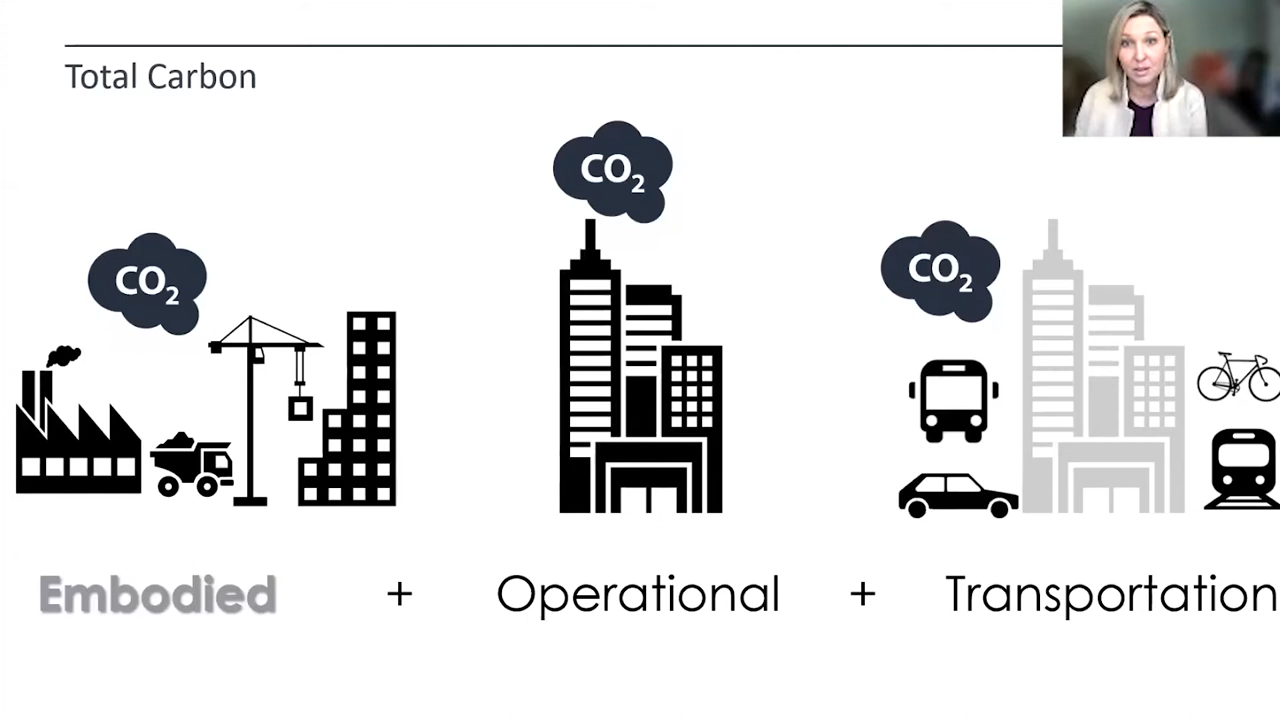 Total Carbon
CO₂
CO₂
CO₂
Embodied + Operational + Transportation